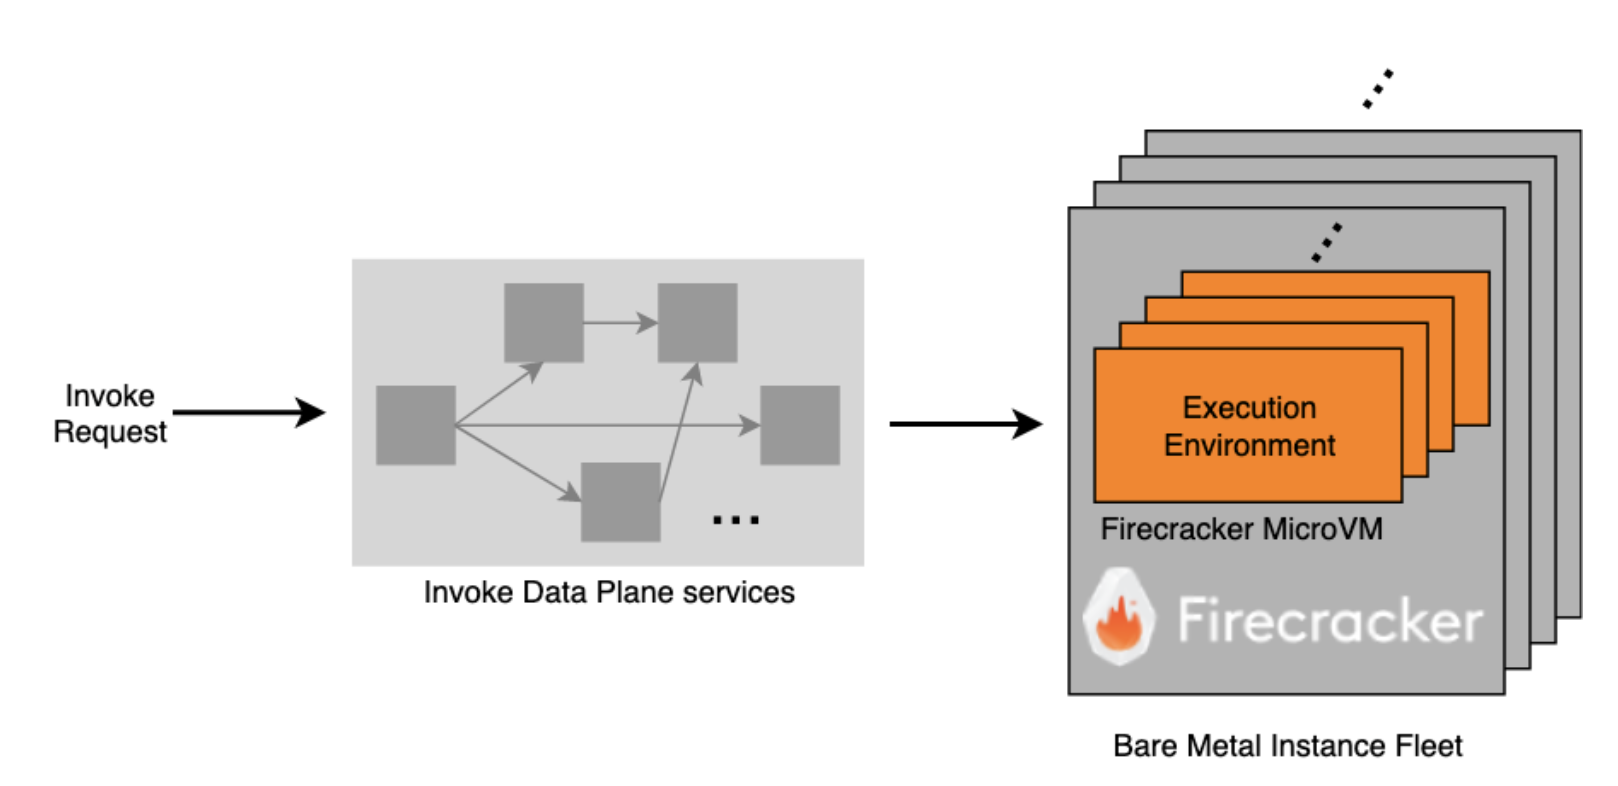 Invoke
Request
Invoke Data Plane services
Execution
Environment
Firecracker MicroVM
Firecracker
Bare Metal Instance Fleet